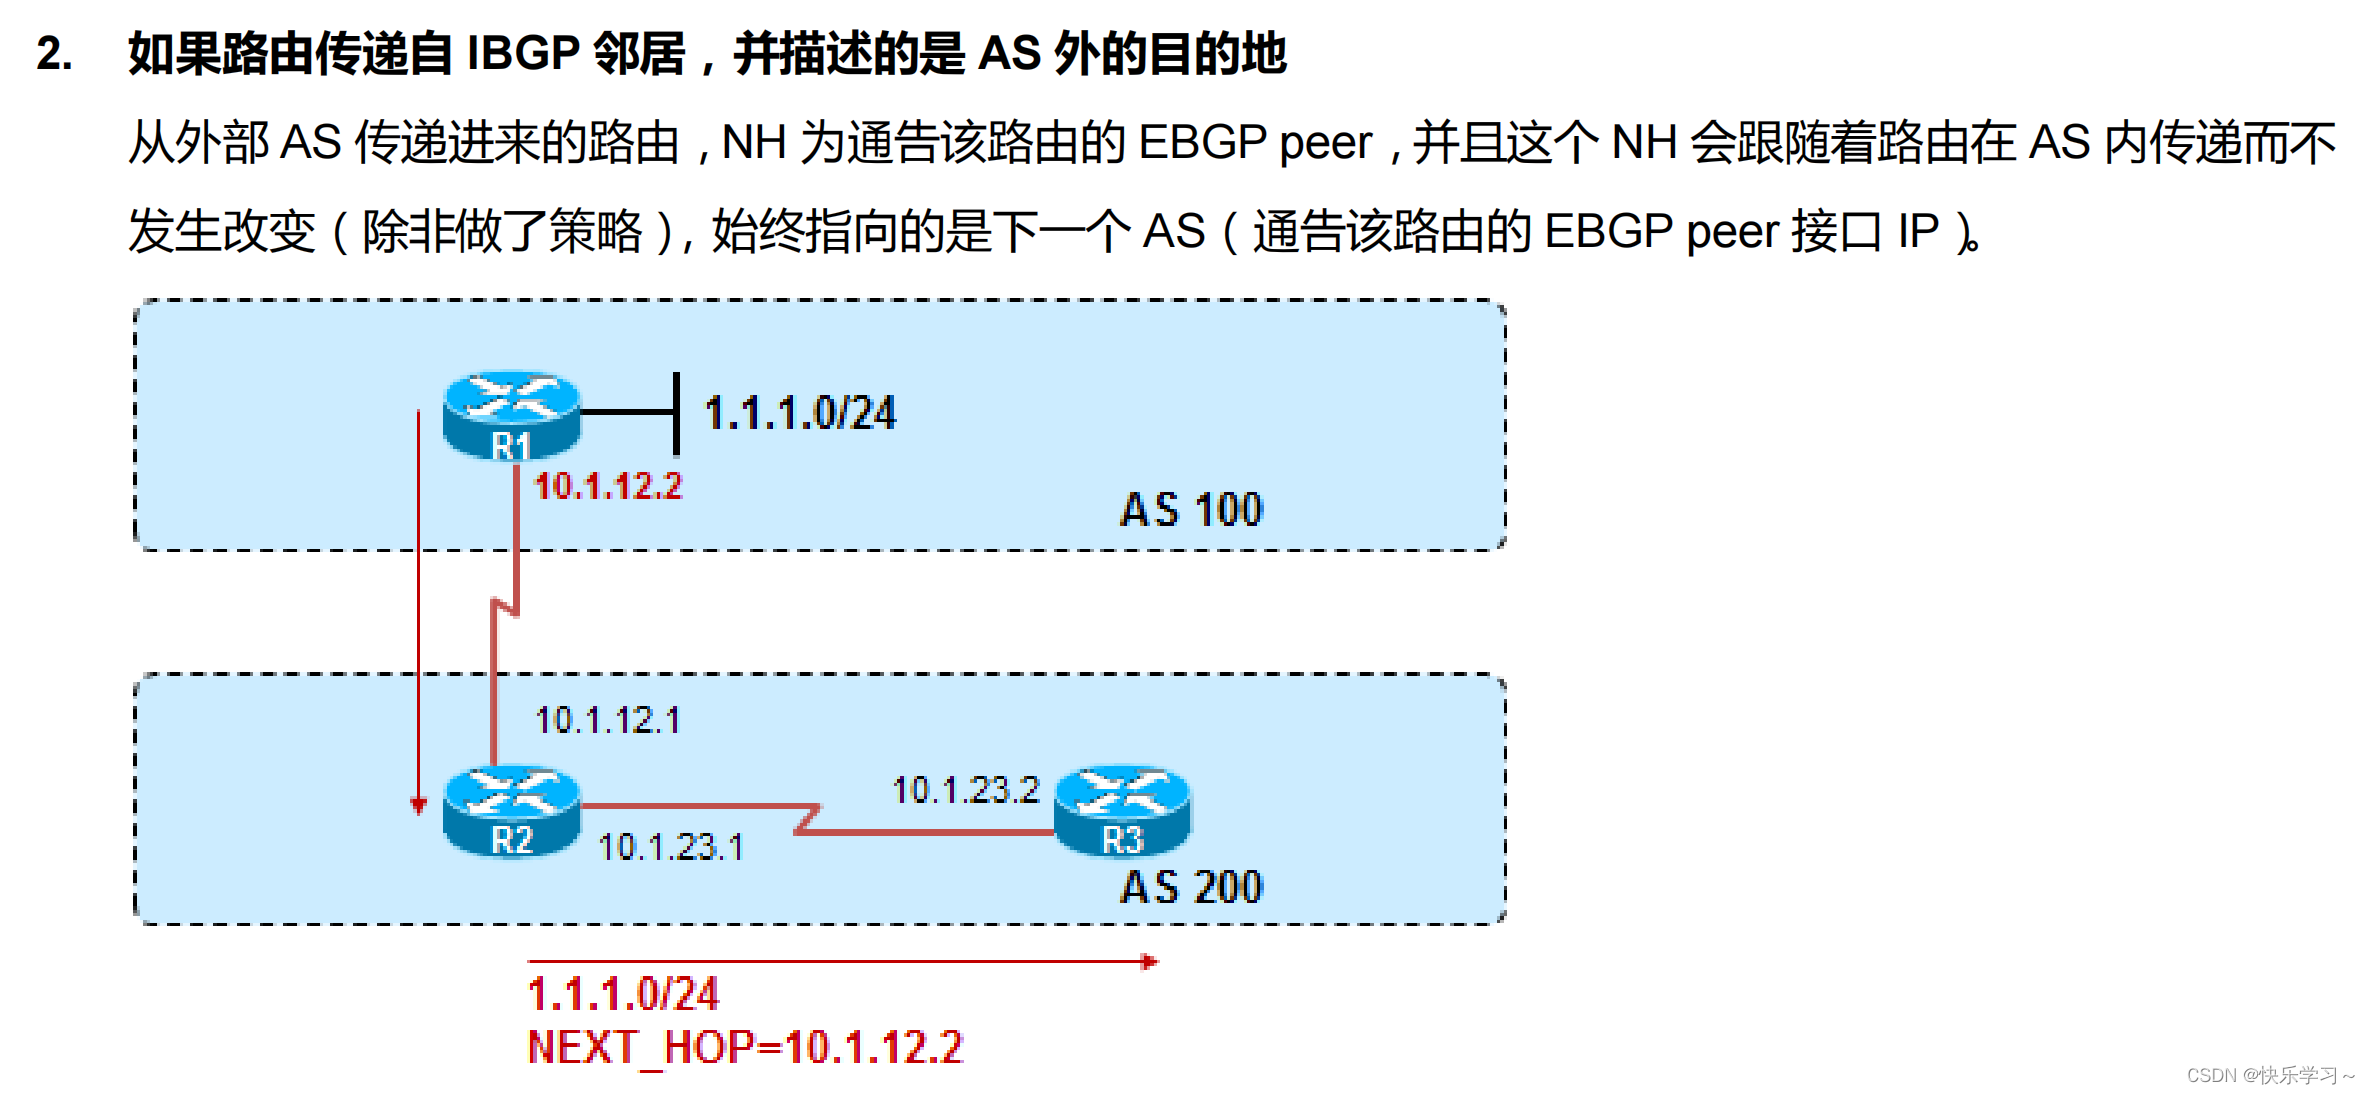 2. 如果路由传递自 IBGP 邻居，并描述的是 AS 外的目的地
从外部 AS 传递进来的路由，NH 为通告该路由的 EBGP peer，并且这个 NH 会跟随着路由在 AS 内传递而不
发生改变（除非做了策略），始终指向的是下一个 AS（通告该路由的 EBGP peer 接口 IP）。
R1
1.1.1.0/24
10.1.12.2
AS 100
10.1.12.1
10.1.23.2
R2
R3
10.1.23.1
AS 200
1.1.1.0/24
NEXT_HOP=10.1.12.2
CSDN @快乐学习～